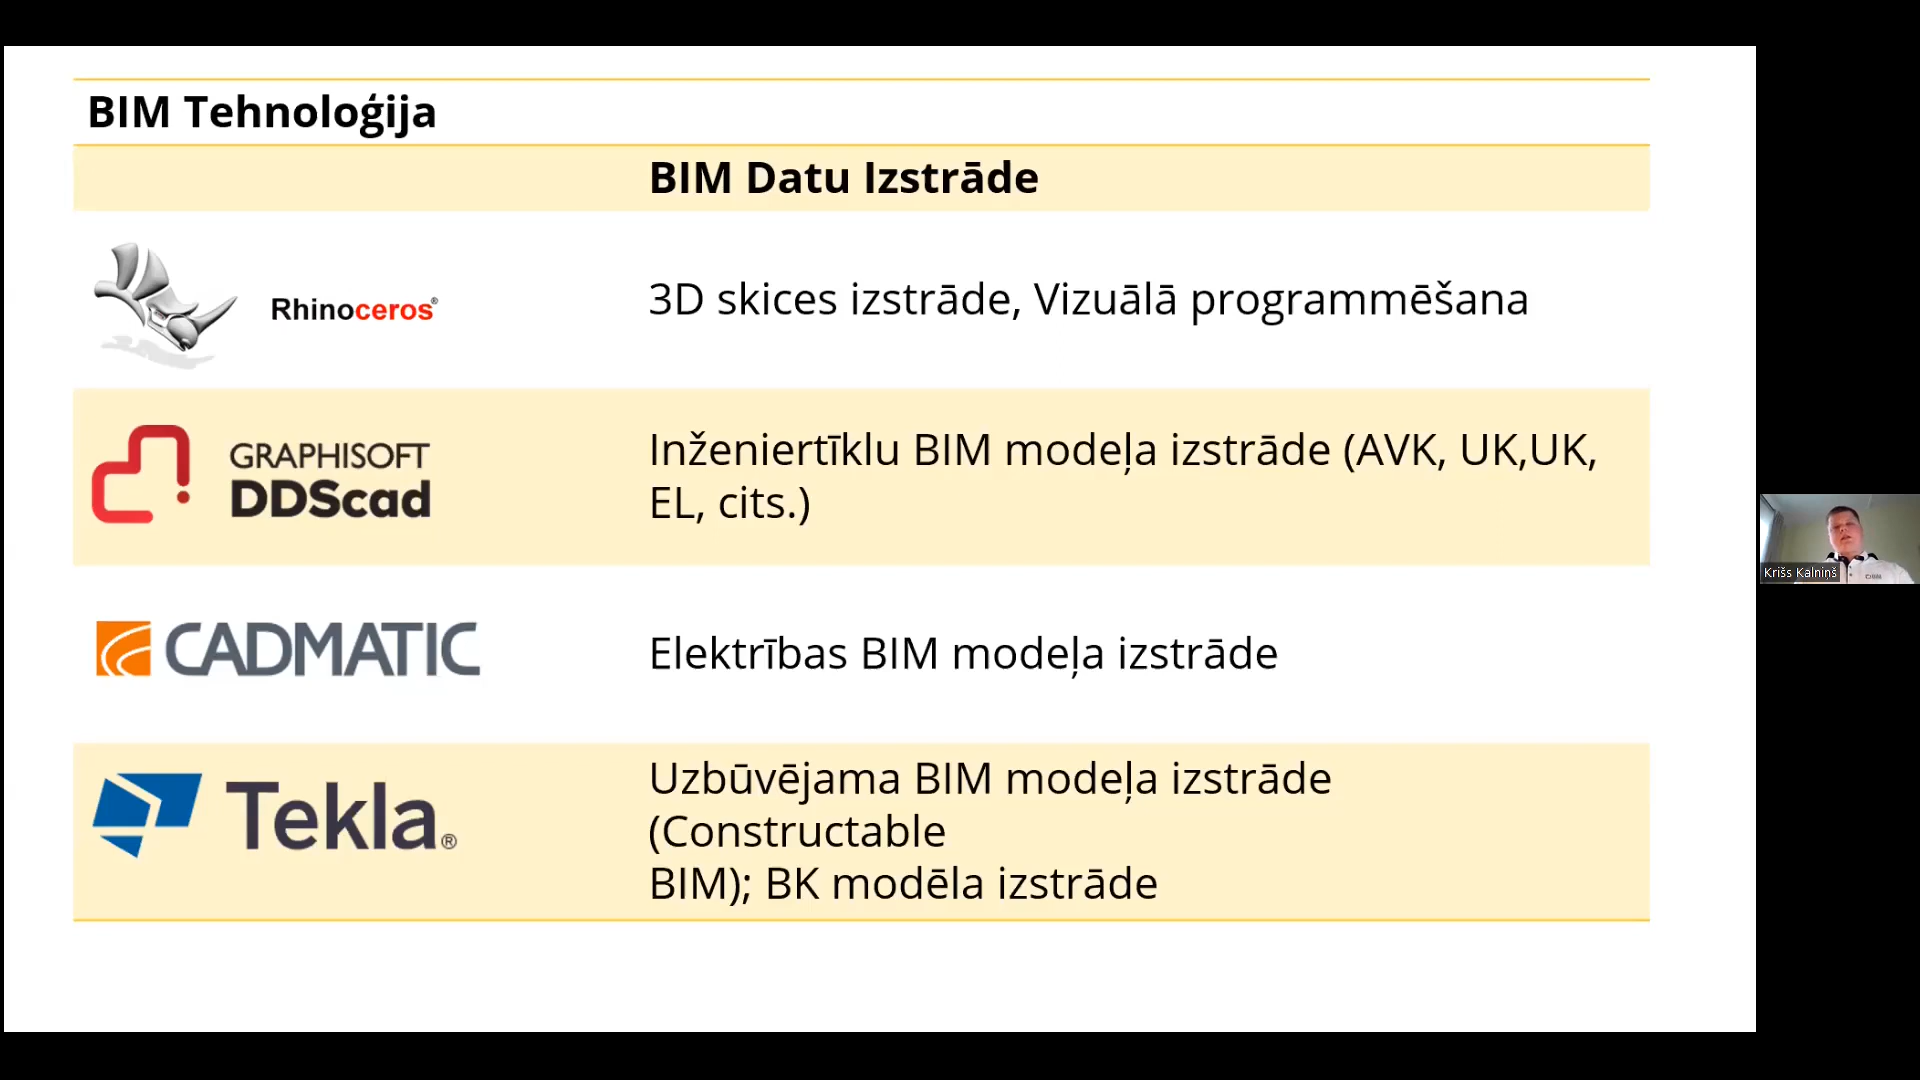 BIM Tehnoloģija
BIM Datu Izstrāde
Rhinoceros®
3D skices izstrāde, Vizuālā programmēšana
GRAPHISOFT
DDScad
Inženiertīklu BIM modeļa izstrāde (AVK, UK,UK,
EL, cits.)
CADMATIC
Elektrības BIM modeļa izstrāde
Tekla®
Uzbūvējama BIM modeļa izstrāde
(Constructable
BIM); BK modēla izstrāde
Krišs Kalniņš